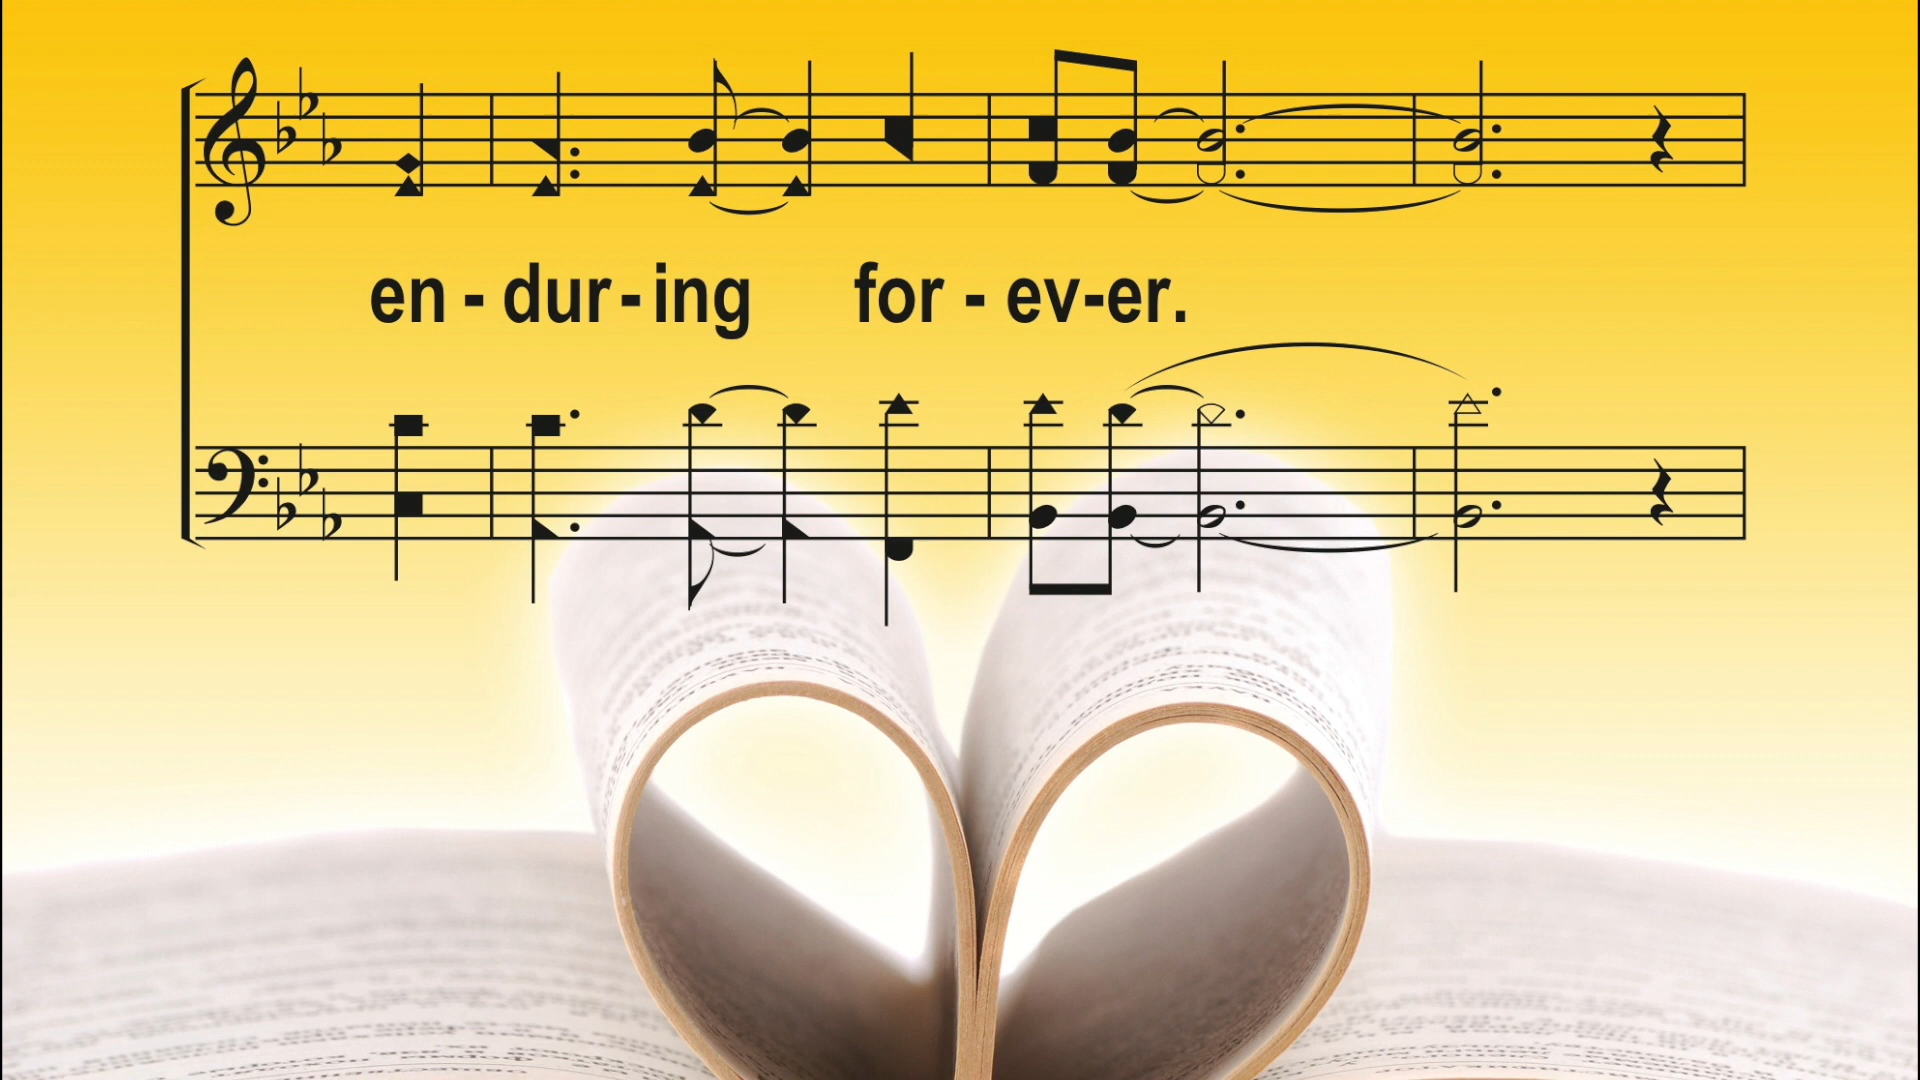 en - dur - ing for - ev - er.